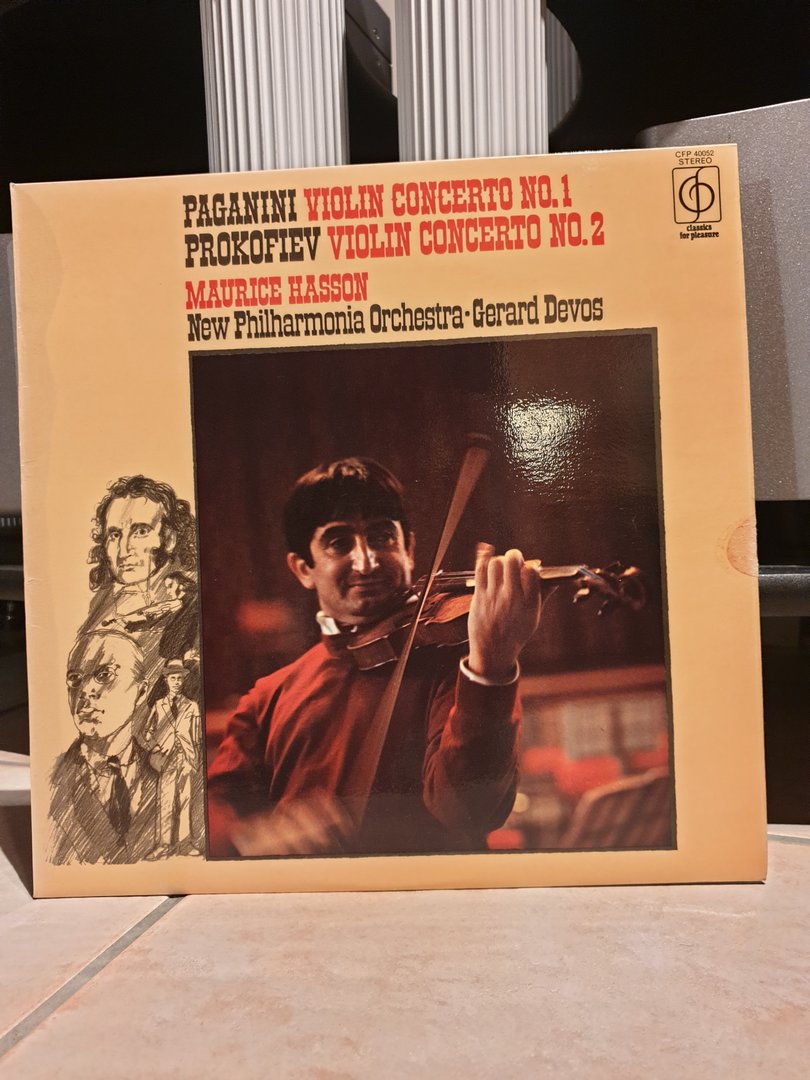 PAGANINI VIOLIN CONCERTO NO.1
PROKOFIEV VIOLIN CONCERTO NO.2
MAURICE HASSON
New Philharmonia Orchestra·Gerard Devos
CFP 40052
STEREO
classics
for pleasure